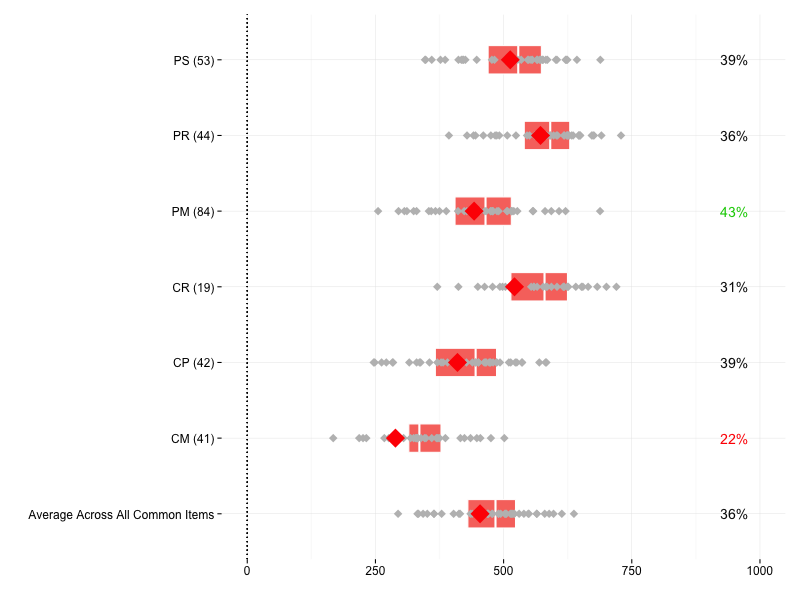 PS (53) 39%
PR (44) 36%
PM (84) 43%
CR (19) 31%
CP (42) 39%
CM (41) 22%
Average Across All Common Items 36%
0 250 500 750 1000